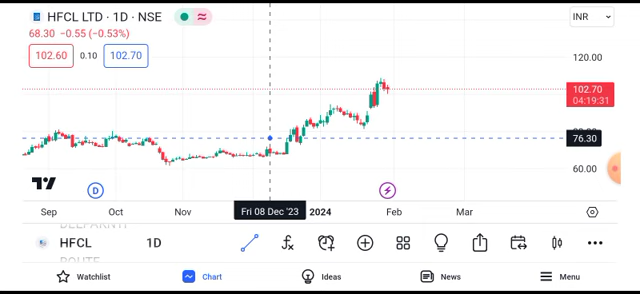 HFCL LTD · 1D · NSE
INR
68.30 −0.55 (−0.53%)
102.60 0.10 102.70
120.00
102.70
04:19:31
76.30
60.00
D
Sep Oct Nov Fri 08 Dec '23 2024 Feb Mar
HFCL 1D
Watchlist Chart Ideas News Menu